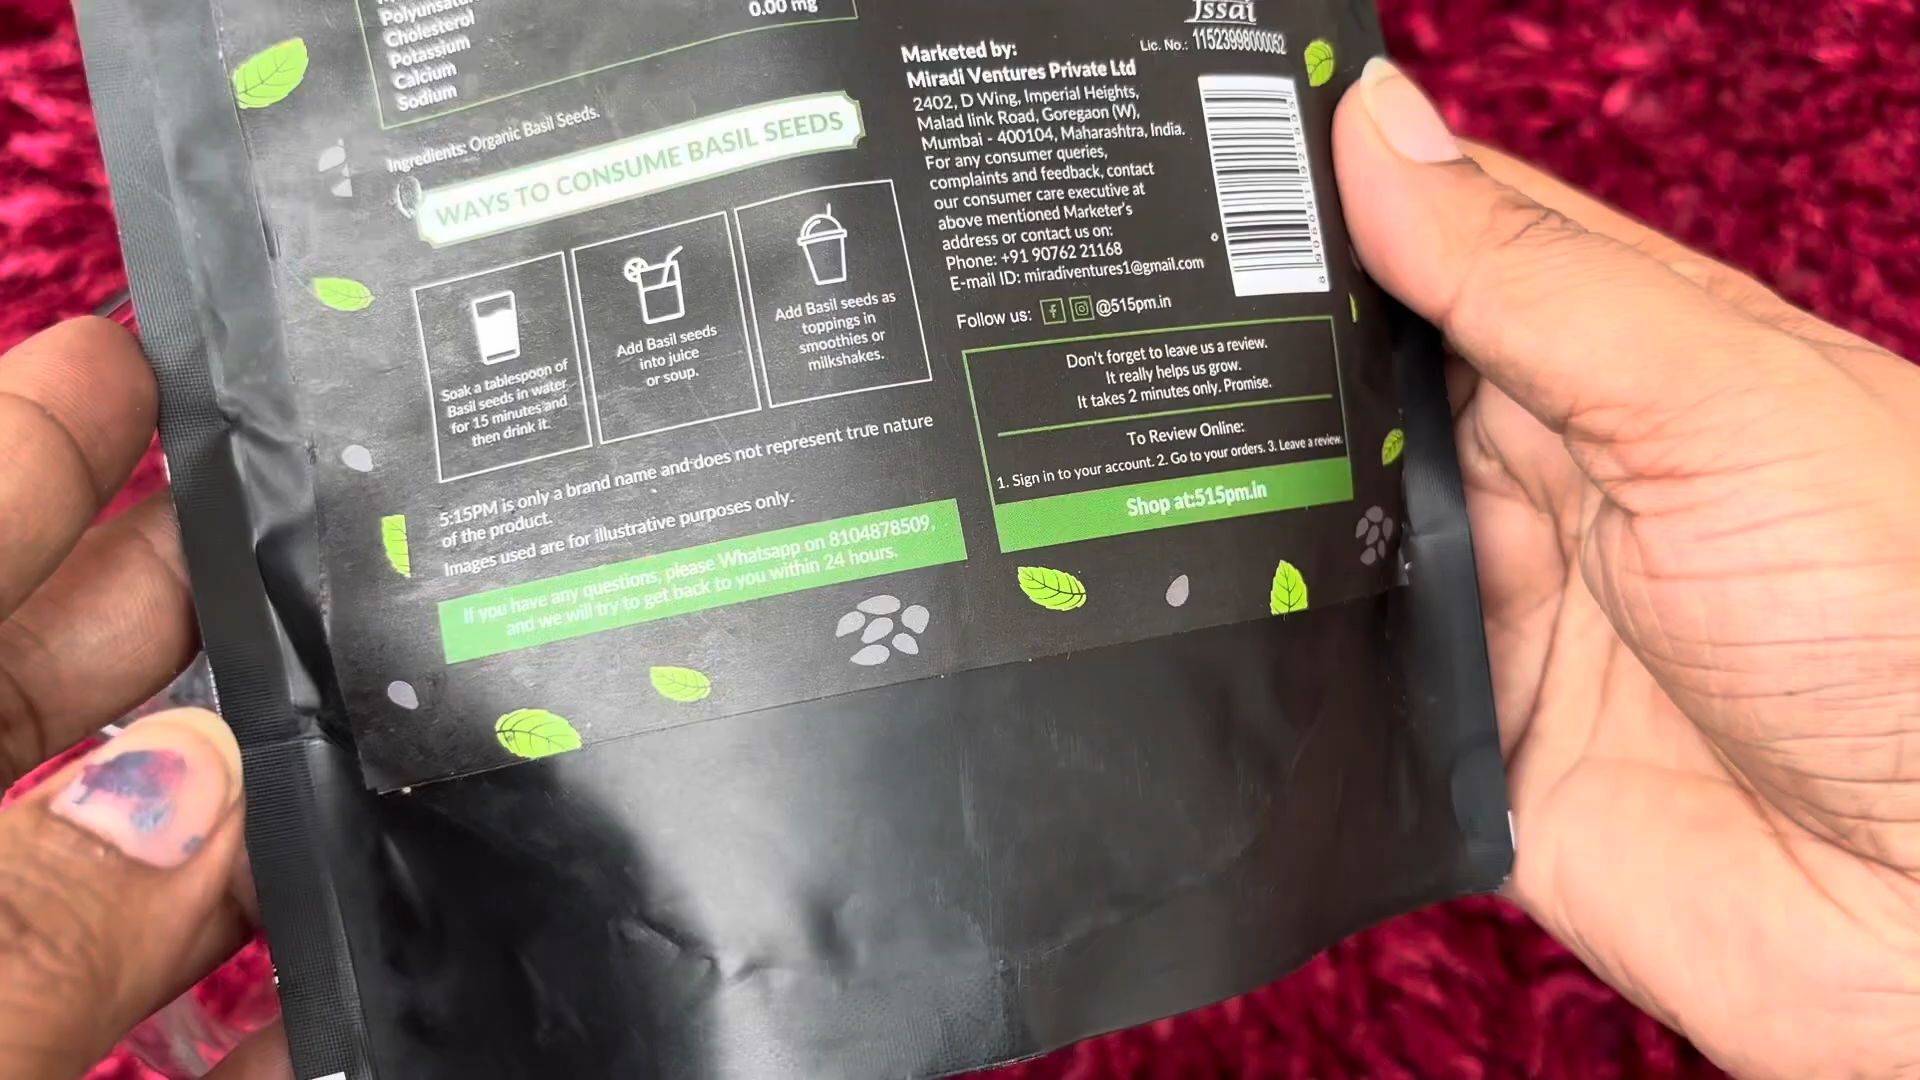 Cholesterol
Potassium
Calcium
Sodium
0.00 mg
Ingredients: Organic Basil Seeds.
WAYS TO CONSUME BASIL SEEDS
Soak a tablespoon of
Basil seeds in water
for 15 minutes and
then drink it.
Add Basil seeds
into juice
or soup.
Add Basil seeds as
toppings in
smoothies or
milkshakes.
5:15PM is only a brand name and does not represent true nature
of the product.
Images used are for illustrative purposes only.
If you have any questions, please Whatsapp on 8104878509,
and we will try to get back to you within 24 hours.
fssai
Lic. No.: 11523998000062
Marketed by:
Miradi Ventures Private Ltd
2402, D Wing, Imperial Heights,
Malad link Road, Goregaon (W),
Mumbai - 400104, Maharashtra, India.
For any consumer queries,
complaints and feedback, contact
our consumer care executive at
above mentioned Marketer's
address or contact us on:
Phone: +91 90762 21168
E-mail ID: miradiventures1@gmail.com
Follow us: @515pm.in
Don't forget to leave us a review.
It really helps us grow.
It takes 2 minutes only. Promise.
To Review Online:
1. Sign in to your account. 2. Go to your orders. 3. Leave a review.
Shop at:515pm.in